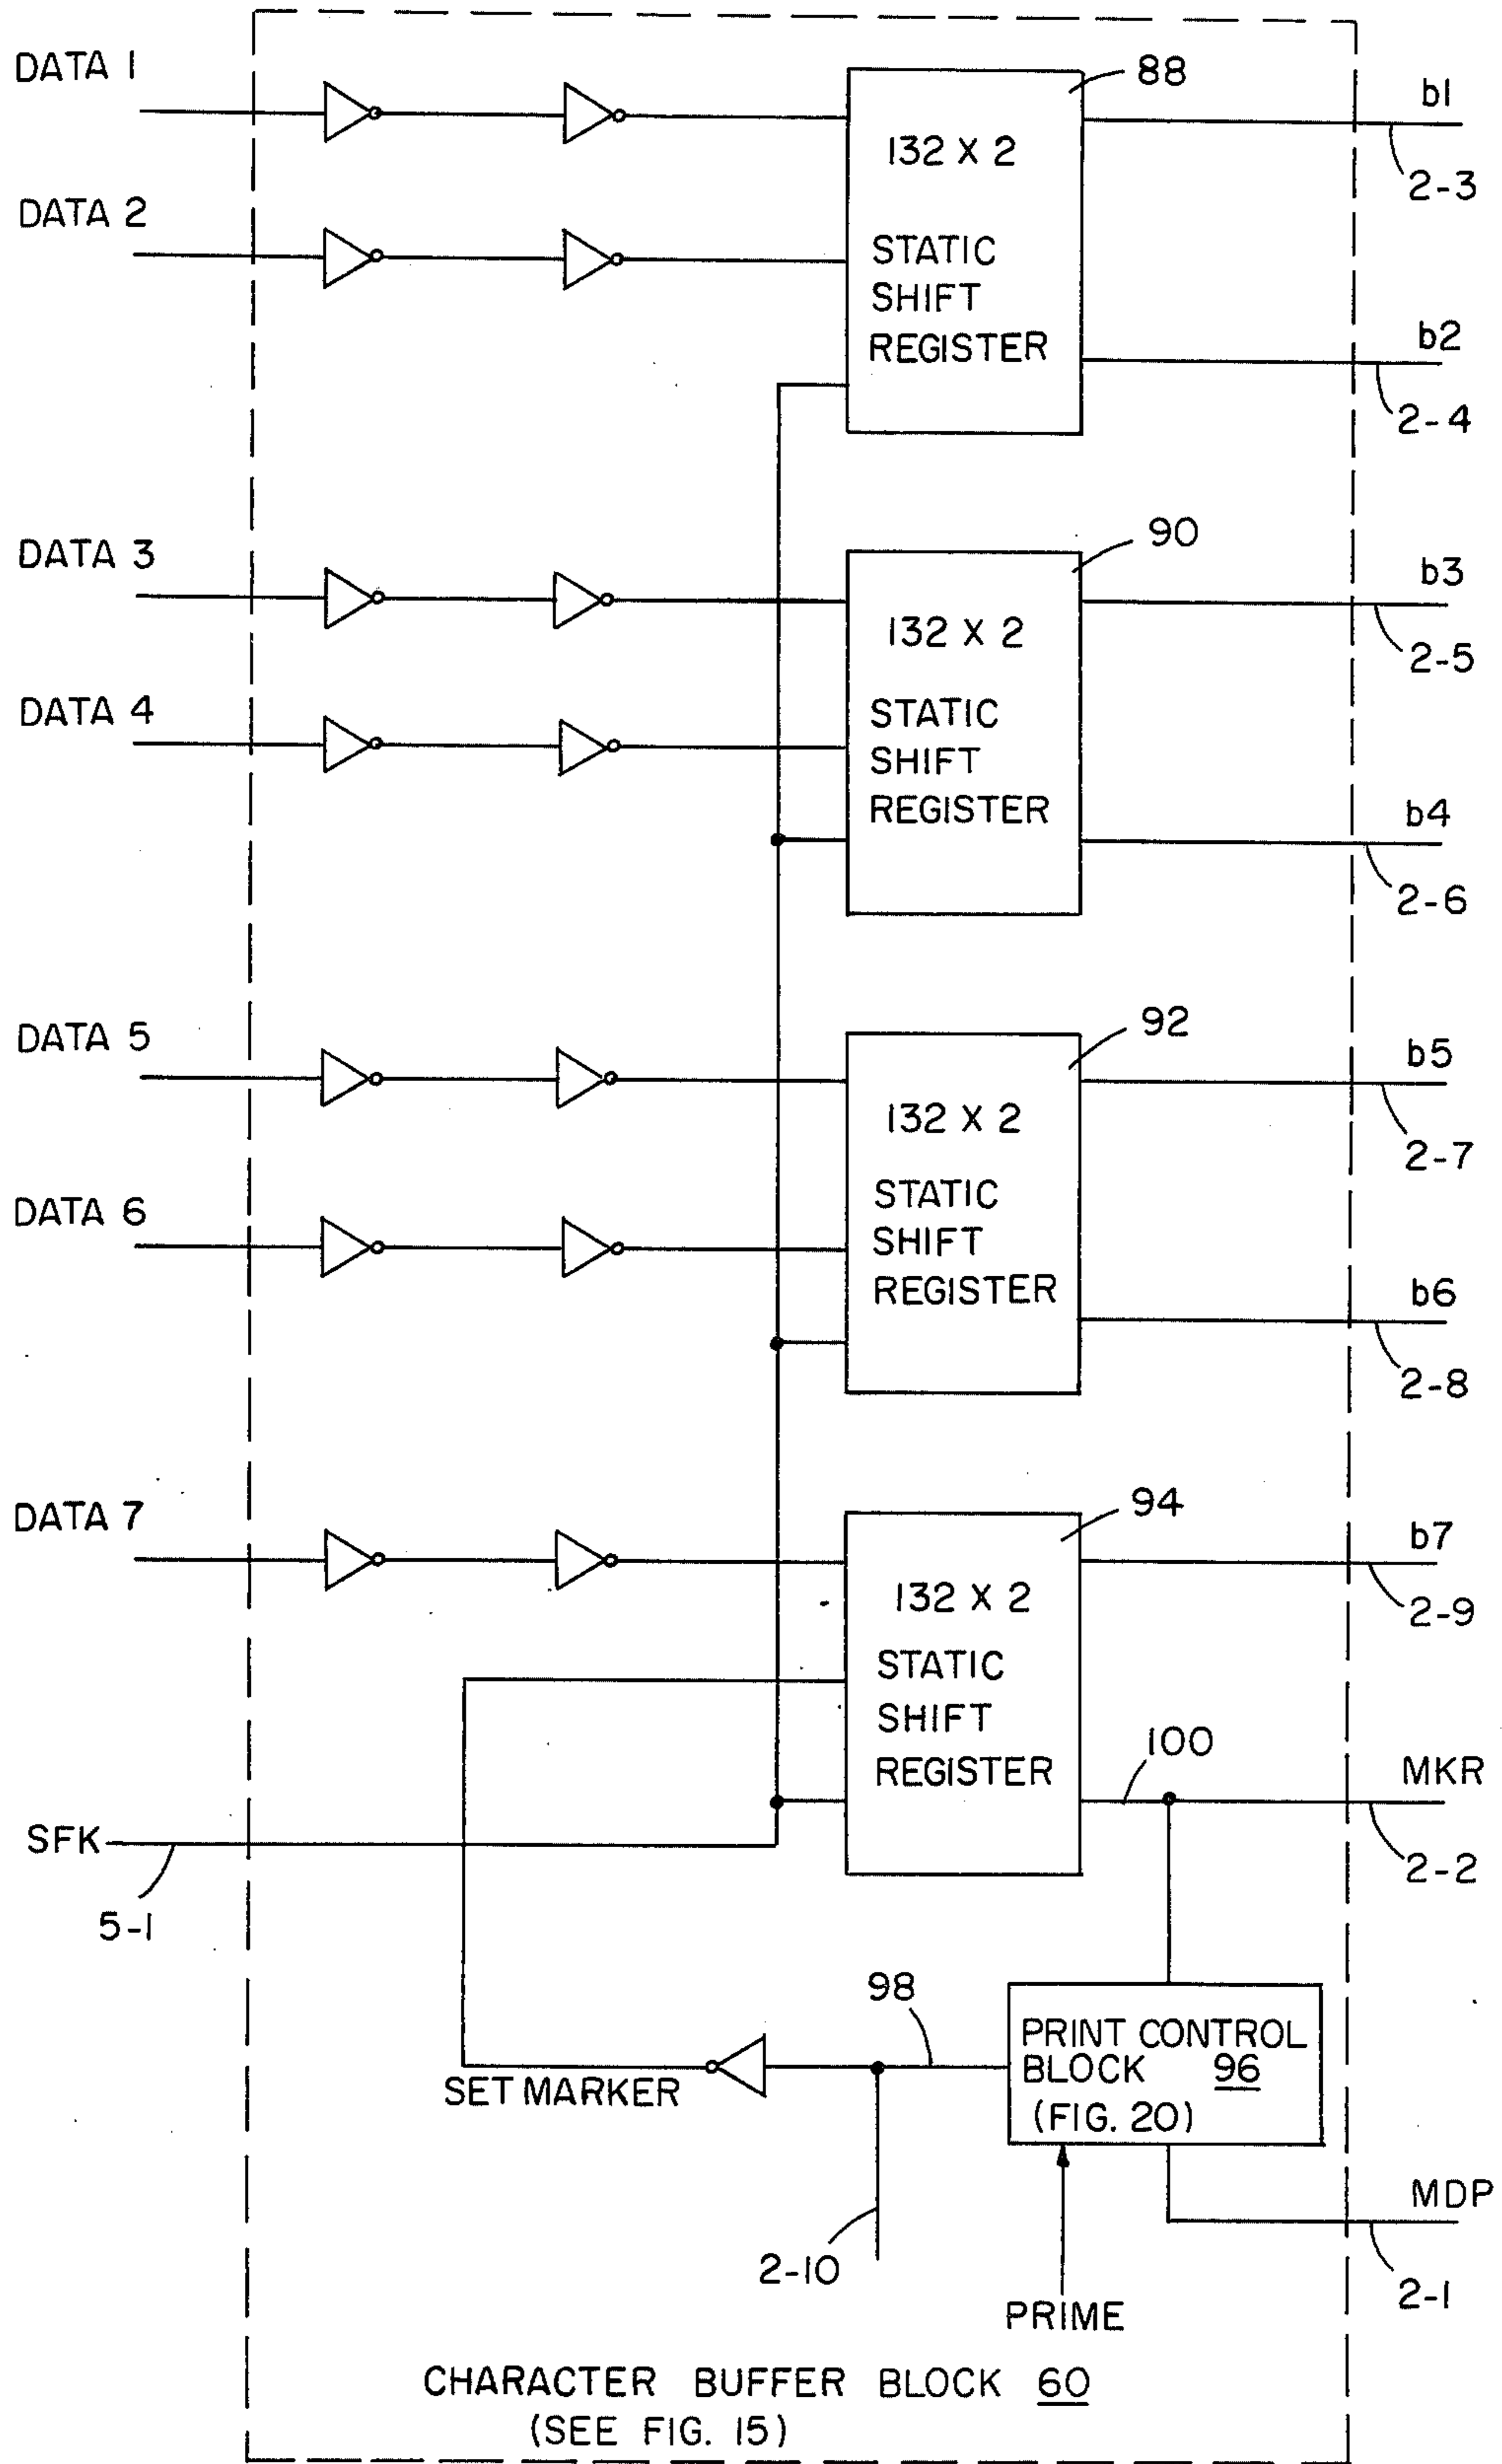 DATA 1
88
b1
132 X 2
2-3
DATA 2
STATIC
SHIFT
REGISTER
b2
2-4
DATA 3
90
b3
132 X 2
2-5
DATA 4
STATIC
SHIFT
REGISTER
b4
2-6
DATA 5
92
b5
132 X 2
2-7
DATA 6
STATIC
SHIFT
REGISTER
b6
2-8
DATA 7
94
b7
132 X 2
2-9
STATIC
SHIFT
REGISTER
100
MKR
SFK
2-2
5-1
98
PRINT CONTROL
BLOCK 96
(FIG. 20)
SET MARKER
MDP
2-10
2-1
PRIME
CHARACTER BUFFER BLOCK 60
(SEE FIG. 15)